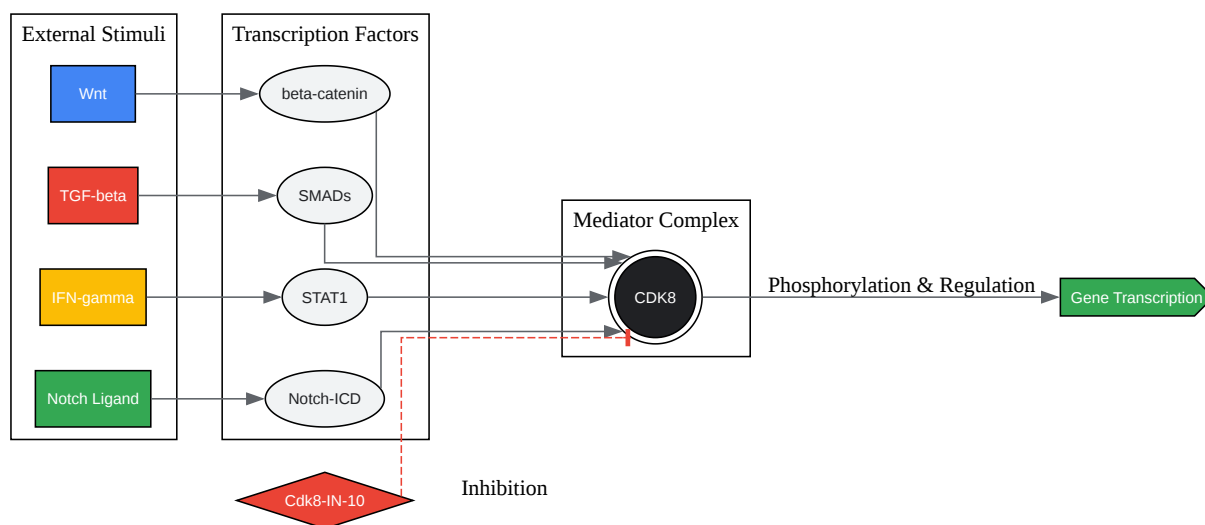 External Stimuli
Transcription Factors
Wnt
beta-catenin
TGF-beta
SMADs
Mediator Complex
IFN-gamma
STAT1
CDK8
Phosphorylation & Regulation
Gene Transcription
Notch Ligand
Notch-ICD
Cdk8-IN-10
Inhibition